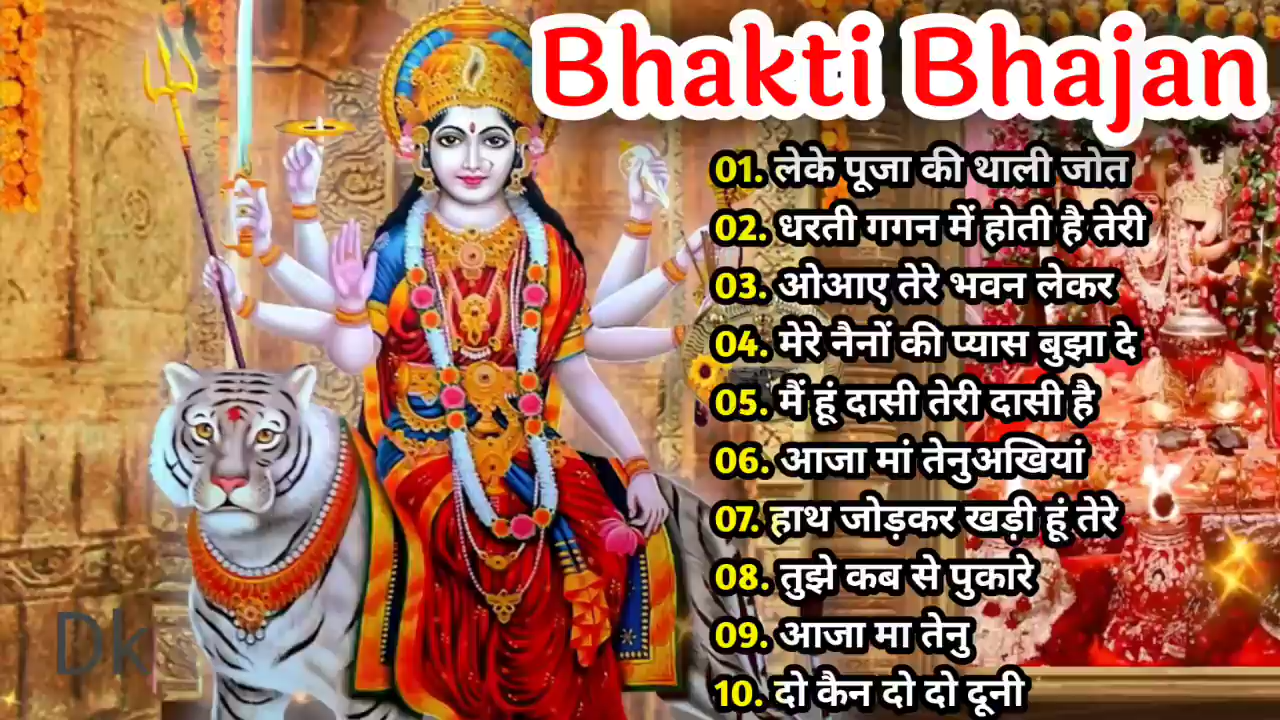 Bhakti Bhajan
01. लेके पूजा की थाली जोत
02. धरती गगन में होती है तेरी
03. ओआए तेरे भवन लेकर
04. मेरे नैनों की प्यास बुझा दे
05. मैं हूं दासी तेरी दासी है
06. आजा मां तेनुअखियां
07. हाथ जोड़कर खड़ी हूं तेरे
08. तुझे कब से पुकारे
09. आजा मा तेनु
10. दो कैन दो दो दूनी
Dk